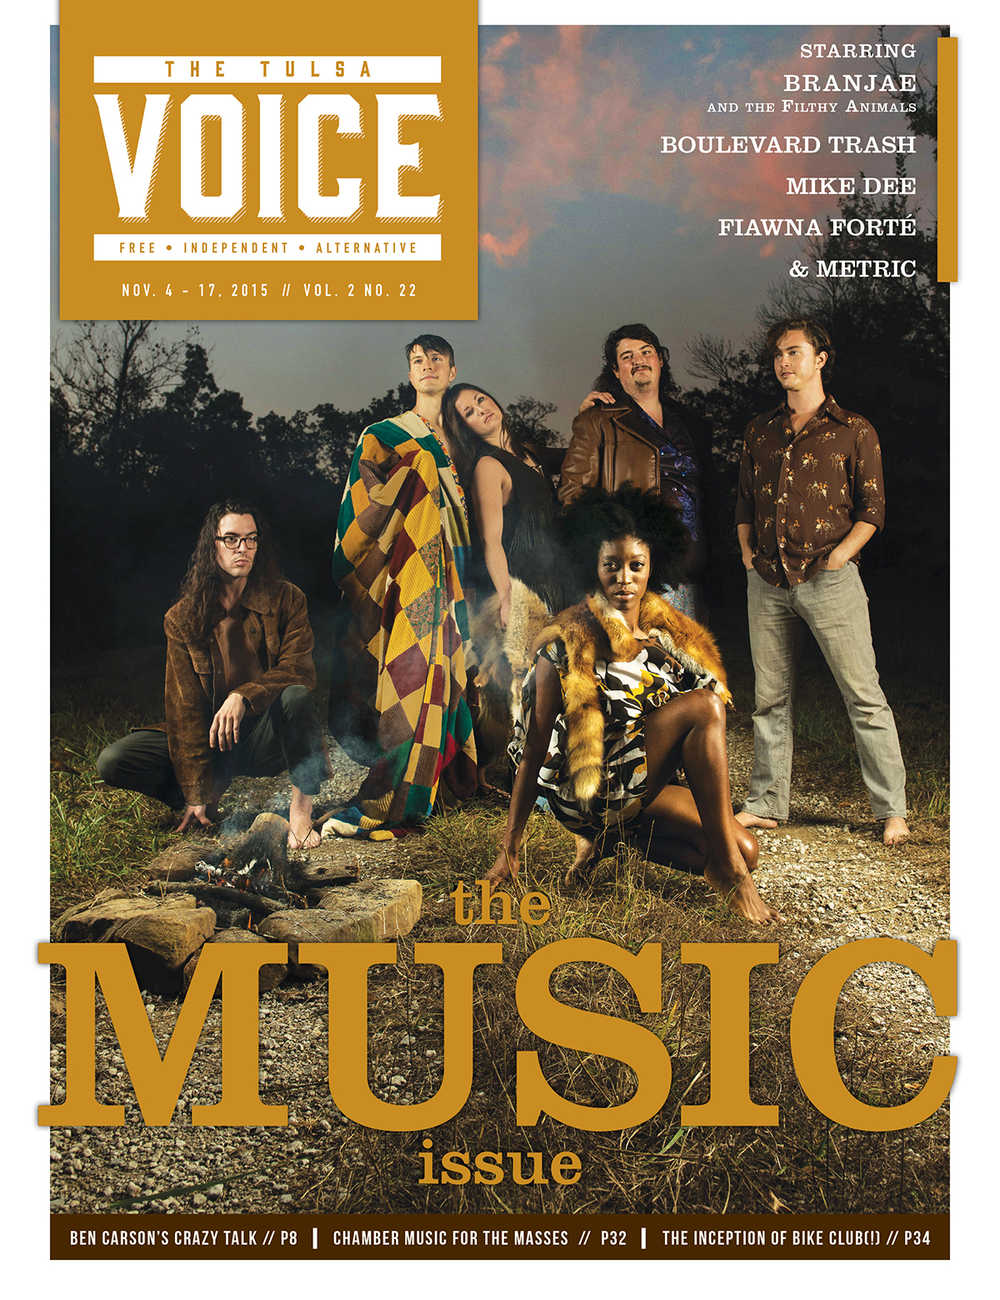 THE TULSA
VOICE
FREE • INDEPENDENT • ALTERNATIVE
NOV. 4 – 17, 2015 // VOL. 2 NO. 22
STARRING
BRANJAE
AND THE FILTHY ANIMALS
BOULEVARD TRASH
MIKE DEE
FIAWNA FORTÉ
& METRIC
the
MUSIC
issue
BEN CARSON'S CRAZY TALK // P8 | CHAMBER MUSIC FOR THE MASSES // P32 | THE INCEPTION OF BIKE CLUB(!) // P34